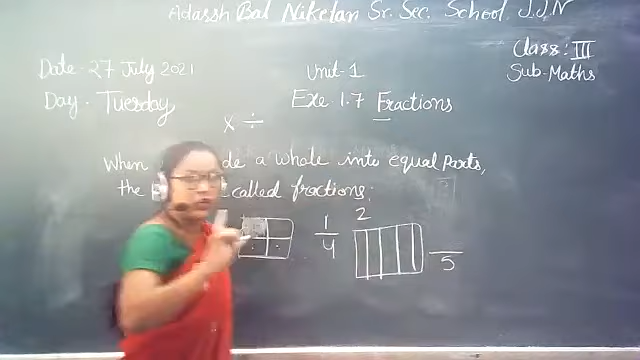 Adarsh Bal Niketan Sr. Sec. School J.J.N
Class: III
Date. 27 July 2021
Unit-1
Sub-Maths
Day. Tuesday
Exe 1.7 Fractions
× ÷
When de a whole into equal parts,
the called fractions;
1/4
2
5